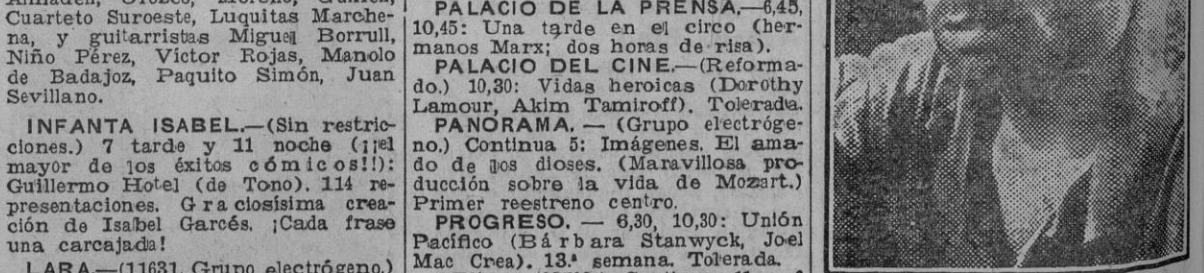 Cuarteto Suroeste, Luquitas Marche-
na, y guitarristas Miguel Borrull,
Niño Pérez, Víctor Rojas, Manolo
de Badajoz, Paquito Simón, Juan
Sevillano.
INFANTA ISABEL.—(Sin restric-
ciones.) 7 tarde y 11 noche (¡¡el
mayor de los éxitos cómicos!!):
Guillermo Hotel (de Tono). 114 re-
presentaciones. Graciosísima crea-
ción de Isabel Garcés. ¡Cada frase
una carcajada!
LARA.—(11631. Grupo electrógeno.)
PALACIO DE LA PRENSA.—6,45,
10,45: Una tarde en el circo (her-
manos Marx; dos horas de risa).
PALACIO DEL CINE.—(Reforma-
do.) 10,30: Vidas heroicas (Dorothy
Lamour, Akim Tamiroff). Tolerada.
PANORAMA. — (Grupo electróge-
no.) Continua 5: Imágenes. El ama-
do de los dioses. (Maravillosa pro-
ducción sobre la vida de Mozart.)
Primer reestreno centro.
PROGRESO. — 6,30, 10,30: Unión
Pacífico (Bárbara Stanwyck, Joel
Mac Crea). 13.ª semana. Tolerada.